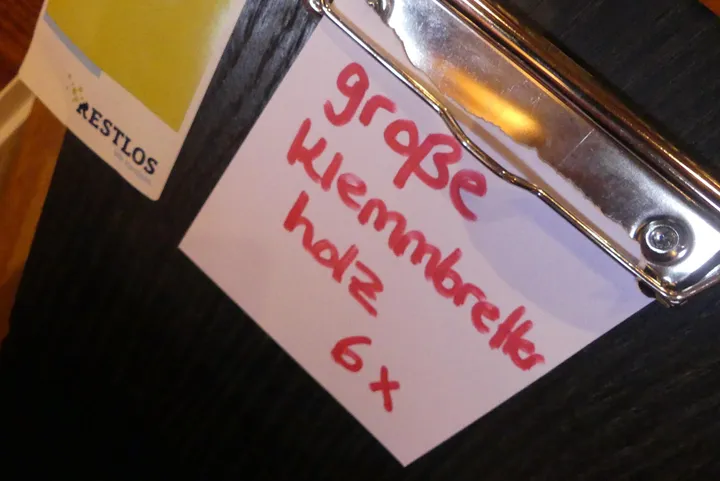 RESTLOS
große
Klemmbretter
holz
6x